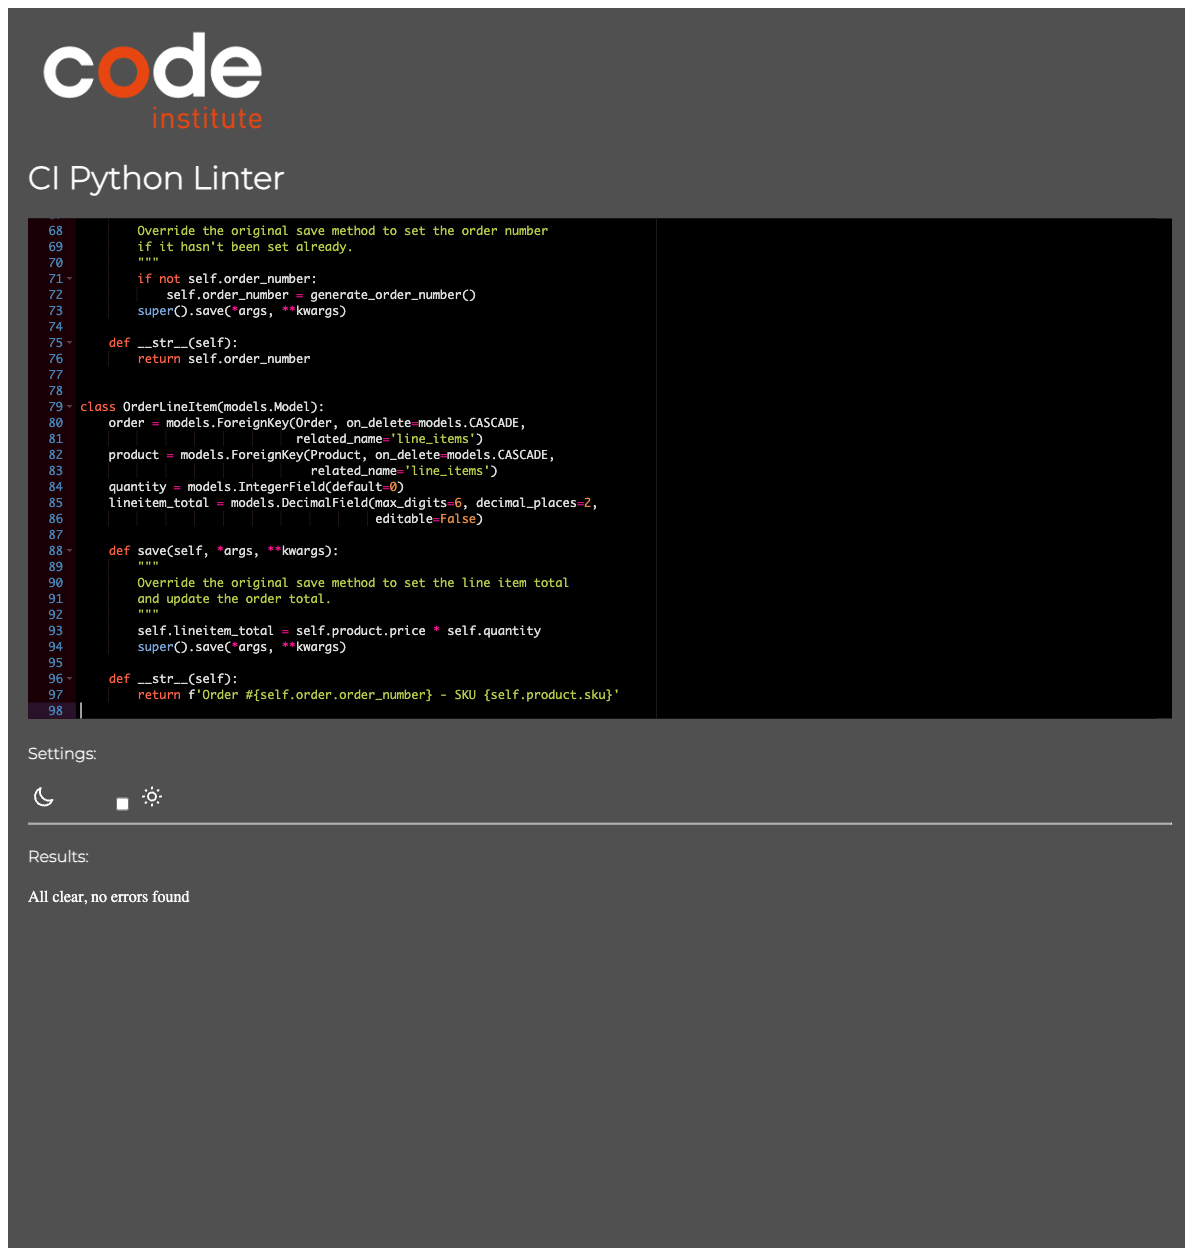 code
institute
CI Python Linter
68 Override the original save method to set the order number
69 if it hasn't been set already.
70 """
71 if not self.order_number:
72 self.order_number = generate_order_number()
73 super().save(*args, **kwargs)
74
75 def __str__(self):
76 return self.order_number
77
78
79 class OrderLineItem(models.Model):
80 order = models.ForeignKey(Order, on_delete=models.CASCADE,
81 related_name='line_items')
82 product = models.ForeignKey(Product, on_delete=models.CASCADE,
83 related_name='line_items')
84 quantity = models.IntegerField(default=0)
85 lineitem_total = models.DecimalField(max_digits=6, decimal_places=2,
86 editable=False)
87
88 def save(self, *args, **kwargs):
89 """
90 Override the original save method to set the line item total
91 and update the order total.
92 """
93 self.lineitem_total = self.product.price * self.quantity
94 super().save(*args, **kwargs)
95
96 def __str__(self):
97 return f'Order #{self.order.order_number} - SKU {self.product.sku}'
98
Settings:
Results:
All clear, no errors found